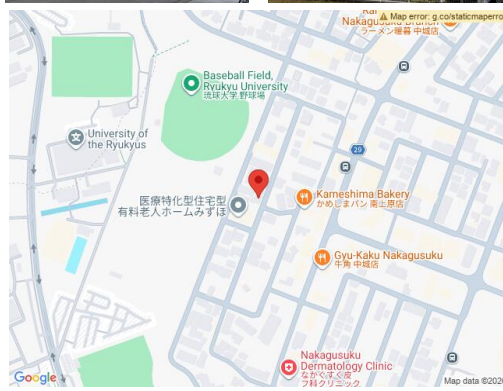 Map error: g.co/staticmaperro
Nakagusuku Branch
ラーメン暖暮 中城店
Baseball Field,
Ryukyu University
琉球大学 野球場
University of
the Ryukyus
29
医療特化型住宅型
有料老人ホームみずほ
Kameshima Bakery
かめしまパン 南上原店
Gyu-Kaku Nakagusuku
牛角 中城店
Nakagusuku
Dermatology Clinic
なかぐすく皮
フ科クリニック
Google
Map data ©202